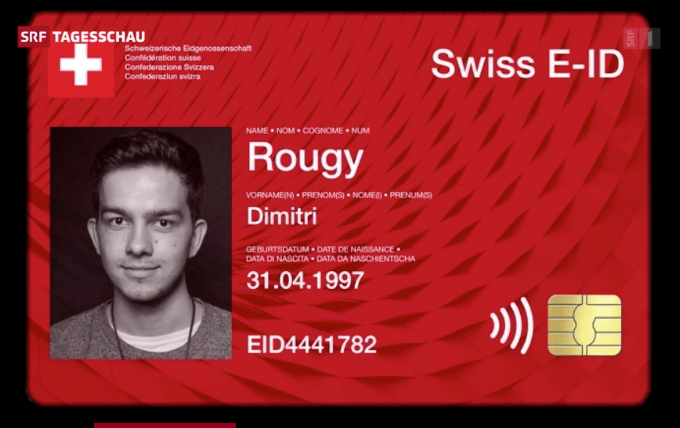 SRF TAGESSCHAU
SRF 1
Schweizerische Eidgenossenschaft
Confédération suisse
Confederazione Svizzera
Confederaziun svizra
Swiss E-ID
NAME • NOM • COGNOME • NUM
Rougy
VORNAME(N) • PRENOM(S) • NOME(I) • PRENUM(S)
Dimitri
GEBURTSDATUM • DATE DE NAISSANCE •
DATA DI NASCITA • DATA DA NASCHIENTSCHA
31.04.1997
EID4441782